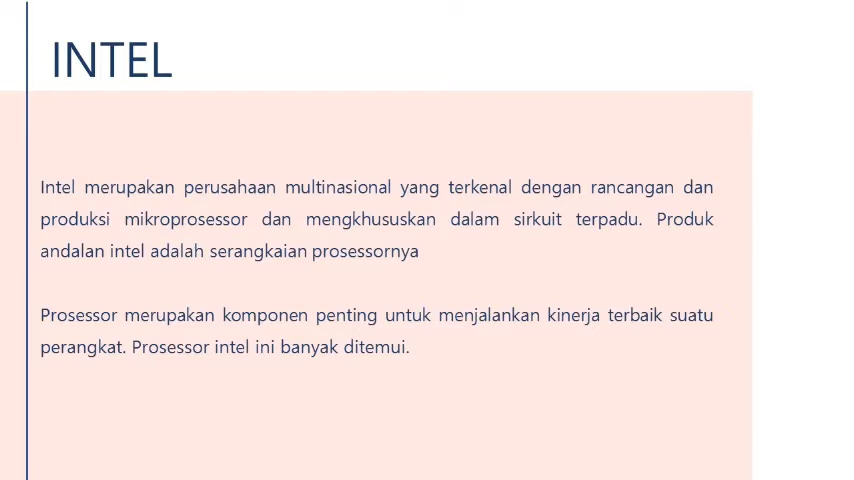 INTEL
Intel merupakan perusahaan multinasional yang terkenal dengan rancangan dan
produksi mikroprosessor dan mengkhususkan dalam sirkuit terpadu. Produk
andalan intel adalah serangkaian prosessornya
Prosessor merupakan komponen penting untuk menjalankan kinerja terbaik suatu
perangkat. Prosessor intel ini banyak ditemui.